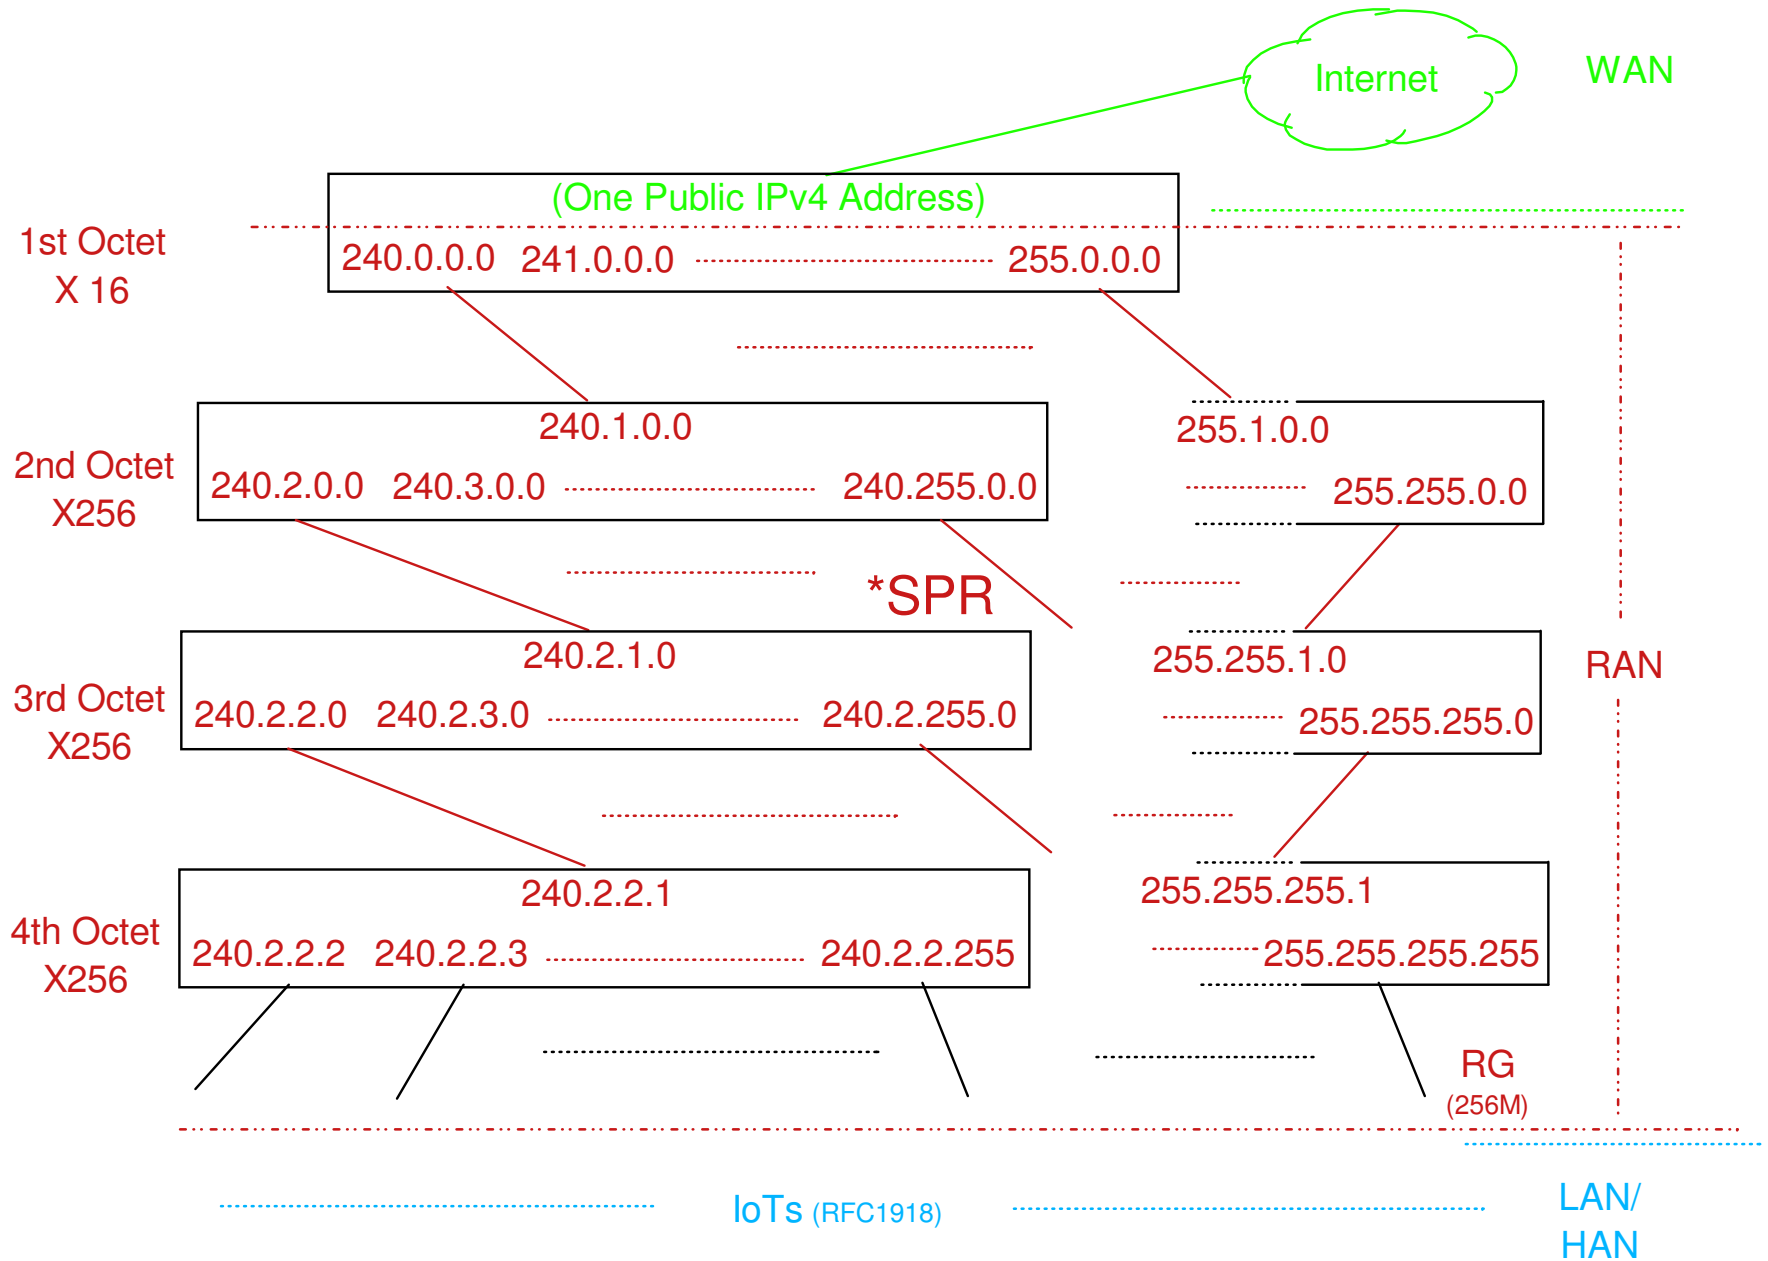 Internet
WAN
(One Public IPv4 Address)
1st Octet
X 16
240.0.0.0 241.0.0.0 255.0.0.0
240.1.0.0
255.1.0.0
2nd Octet
X256
240.2.0.0 240.3.0.0 240.255.0.0
255.255.0.0
*SPR
240.2.1.0
255.255.1.0
RAN
3rd Octet
X256
240.2.2.0 240.2.3.0 240.2.255.0
255.255.255.0
240.2.2.1
255.255.255.1
4th Octet
X256
240.2.2.2 240.2.2.3 240.2.2.255
255.255.255.255
RG
(256M)
IoTs (RFC1918)
LAN/
HAN